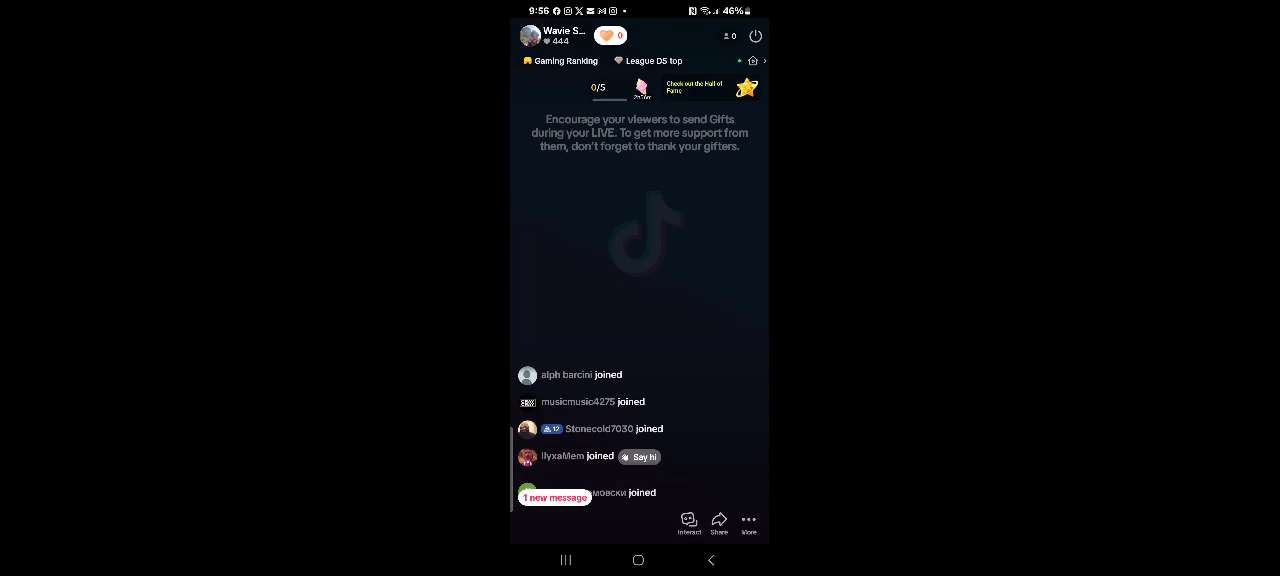 9:56
46%
Wavie S...
444
0
0
Gaming Ranking
League D5 top
0/5
2h56m
Check out the Hall of
Fame
Encourage your viewers to send Gifts
during your LIVE. To get more support from
them, don't forget to thank your gifters.
alph barcini joined
musicmusic4275 joined
12 Stonecold7030 joined
IlyxaMem joined
Say hi
1 new message
мовски joined
Interact
Share
More